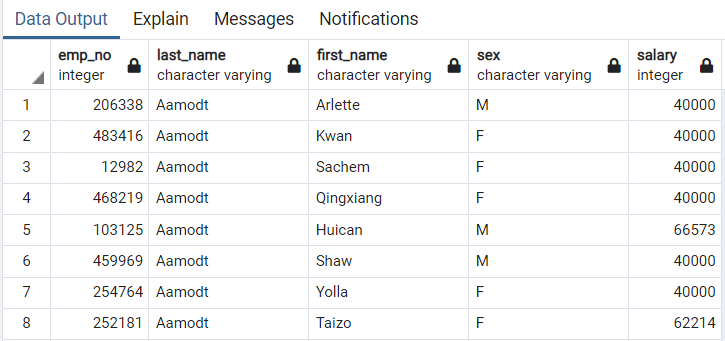 Data Output Explain Messages Notifications
emp_no last_name first_name sex salary
integer character varying character varying character varying integer
1 206338 Aamodt Arlette M 40000
2 483416 Aamodt Kwan F 40000
3 12982 Aamodt Sachem F 40000
4 468219 Aamodt Qingxiang F 40000
5 103125 Aamodt Huican M 66573
6 459969 Aamodt Shaw M 40000
7 254764 Aamodt Yolla F 40000
8 252181 Aamodt Taizo F 62214